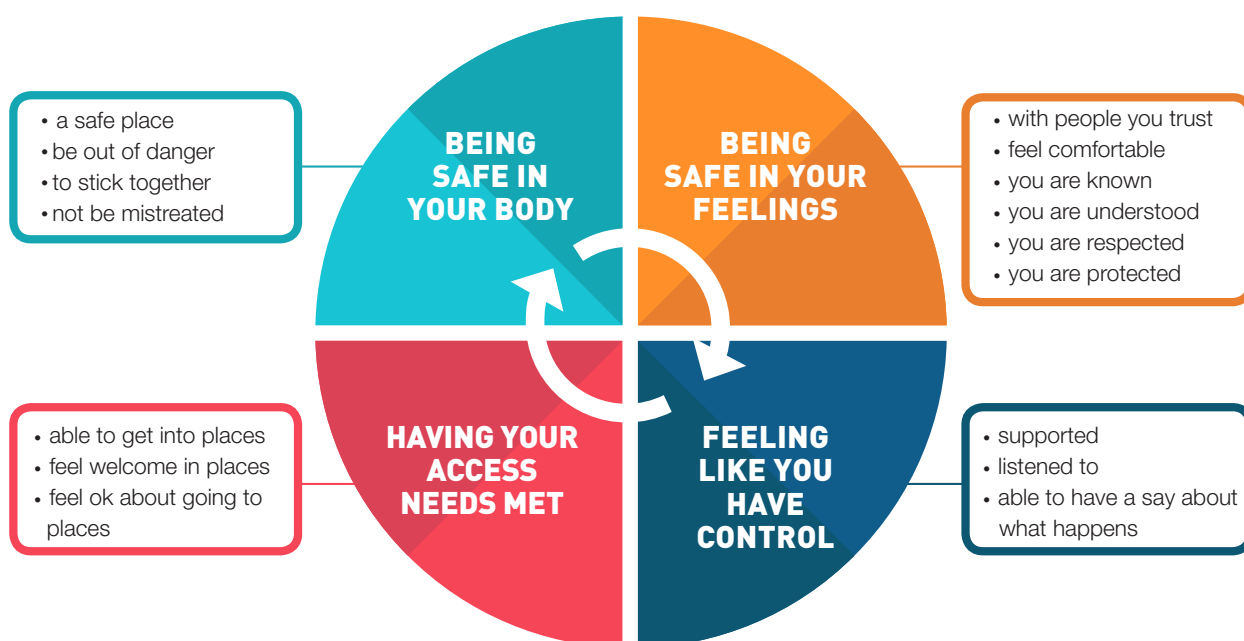 • a safe place
• be out of danger
• to stick together
• not be mistreated
BEING
SAFE IN
YOUR BODY
BEING
SAFE IN YOUR
FEELINGS
• with people you trust
• feel comfortable
• you are known
• you are understood
• you are respected
• you are protected
• able to get into places
• feel welcome in places
• feel ok about going to
places
HAVING YOUR
ACCESS
NEEDS MET
FEELING
LIKE YOU
HAVE
CONTROL
• supported
• listened to
• able to have a say about
what happens